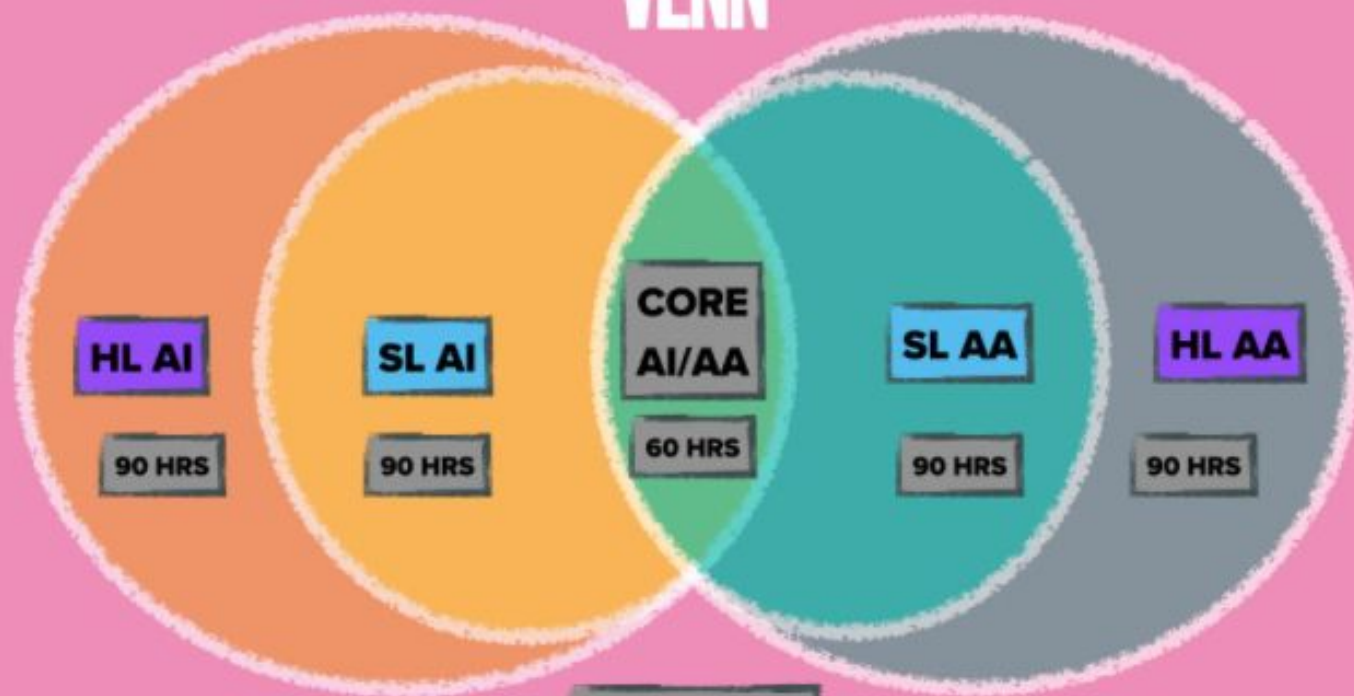 VENN
HL AI
SL AI
CORE
AI/AA
SL AA
HL AA
90 HRS
90 HRS
60 HRS
90 HRS
90 HRS